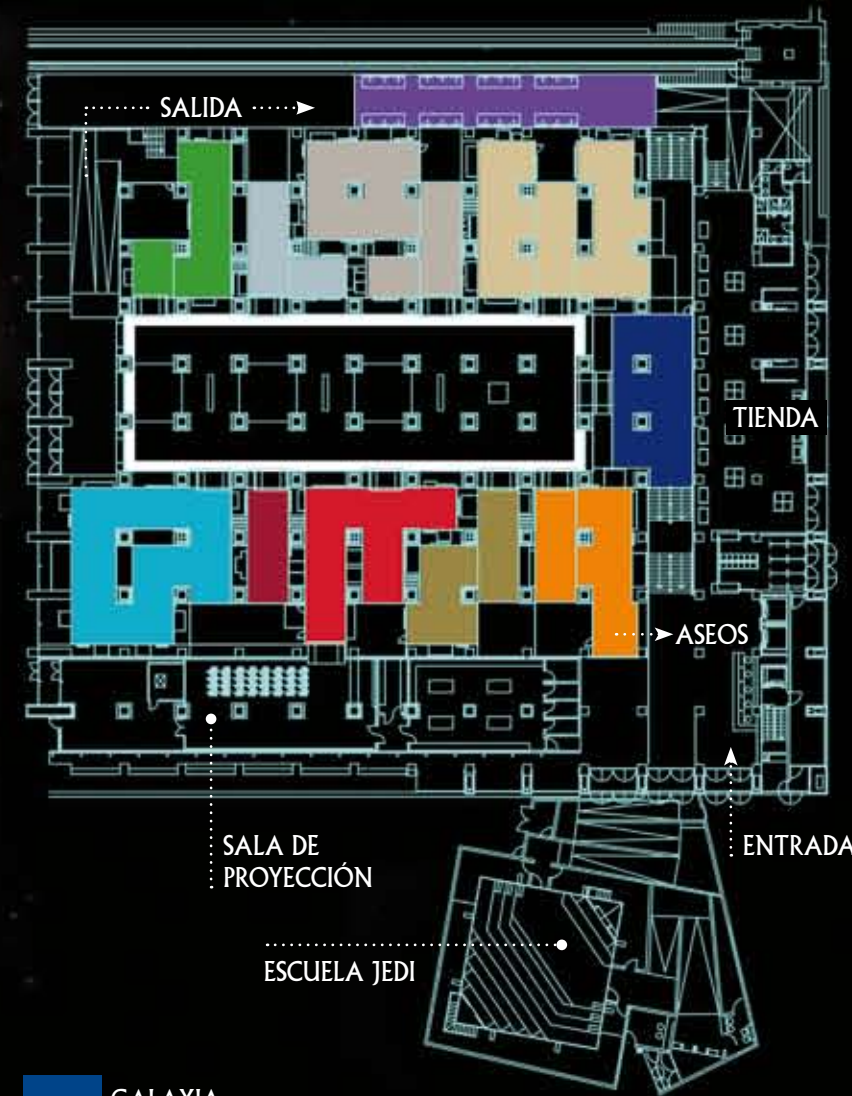 SALIDA
TIENDA
ASEOS
SALA DE
PROYECCIÓN
ENTRADA
ESCUELA JEDI
GALAXIA